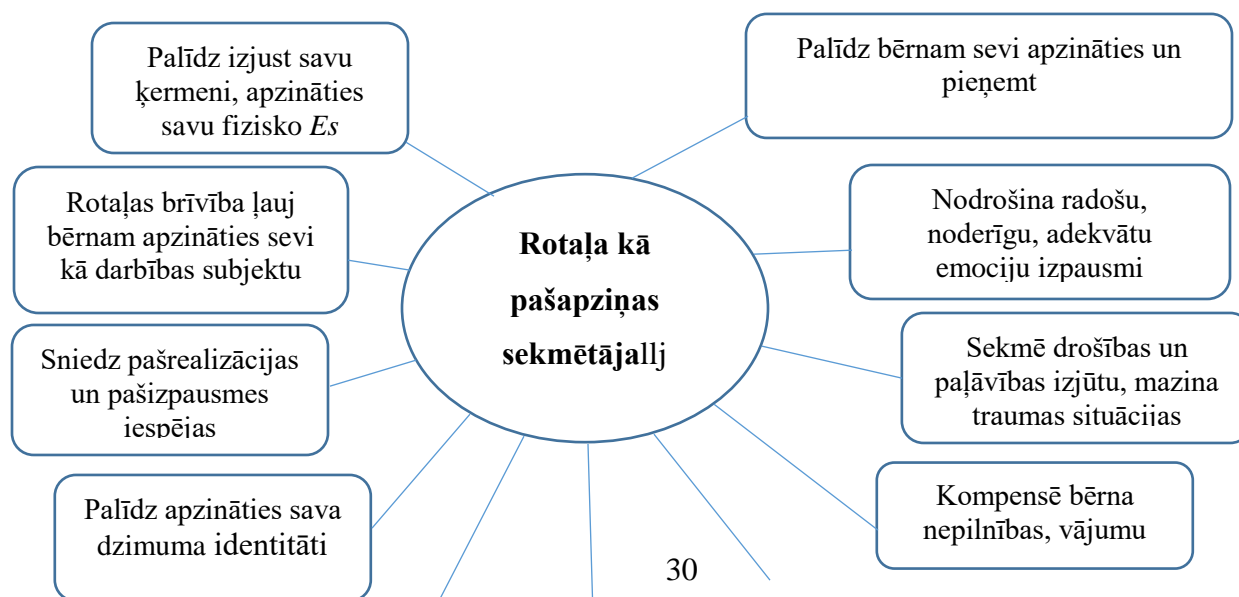 Palīdz izjust savu
ķermeni, apzināties
savu fizisko Es
Palīdz bērnam sevi apzināties un
pieņemt
Rotaļas brīvība ļauj
bērnam apzināties sevi
kā darbības subjektu
Nodrošina radošu,
noderīgu, adekvātu
emociju izpausmi
Rotaļa kā
pašapziņas
sekmētājallj
Sniedz pašrealizācijas
un pašizpausmes
iespējas
Sekmē drošības un
paļāvības izjūtu, mazina
traumas situācijas
Palīdz apzināties sava
dzimuma identitāti
Kompensē bērna
nepilnības, vājumu
30